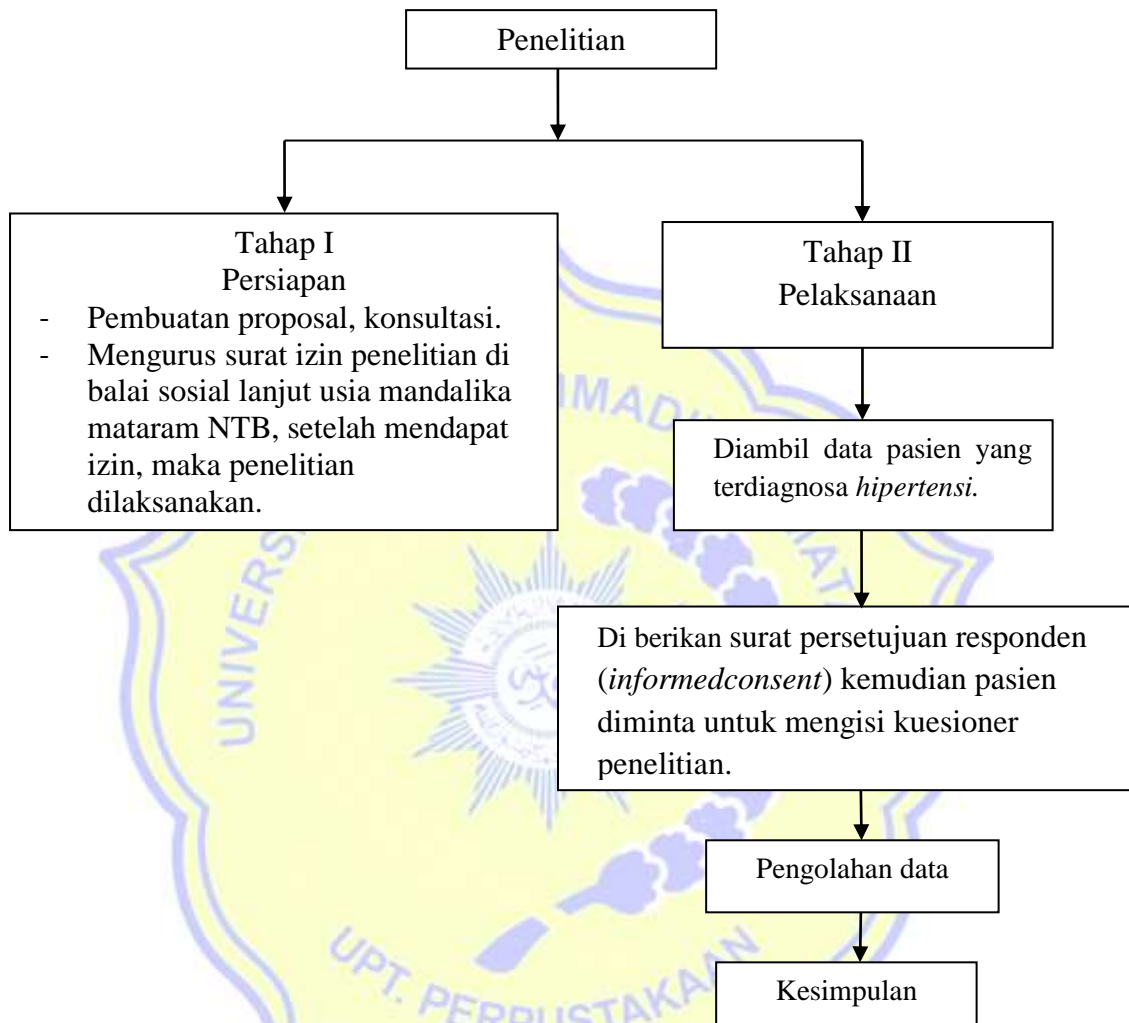 Penelitian
Tahap I
Persiapan
- Pembuatan proposal, konsultasi.
- Mengurus surat izin penelitian di
balai sosial lanjut usia mandalika
mataram NTB, setelah mendapat
izin, maka penelitian
dilaksanakan.
Tahap II
Pelaksanaan
Diambil data pasien yang
terdiagnosa hipertensi.
Di berikan surat persetujuan responden
(informedconsent) kemudian pasien
diminta untuk mengisi kuesioner
penelitian.
Pengolahan data
Kesimpulan
UPT. PERPUSTAKAAN